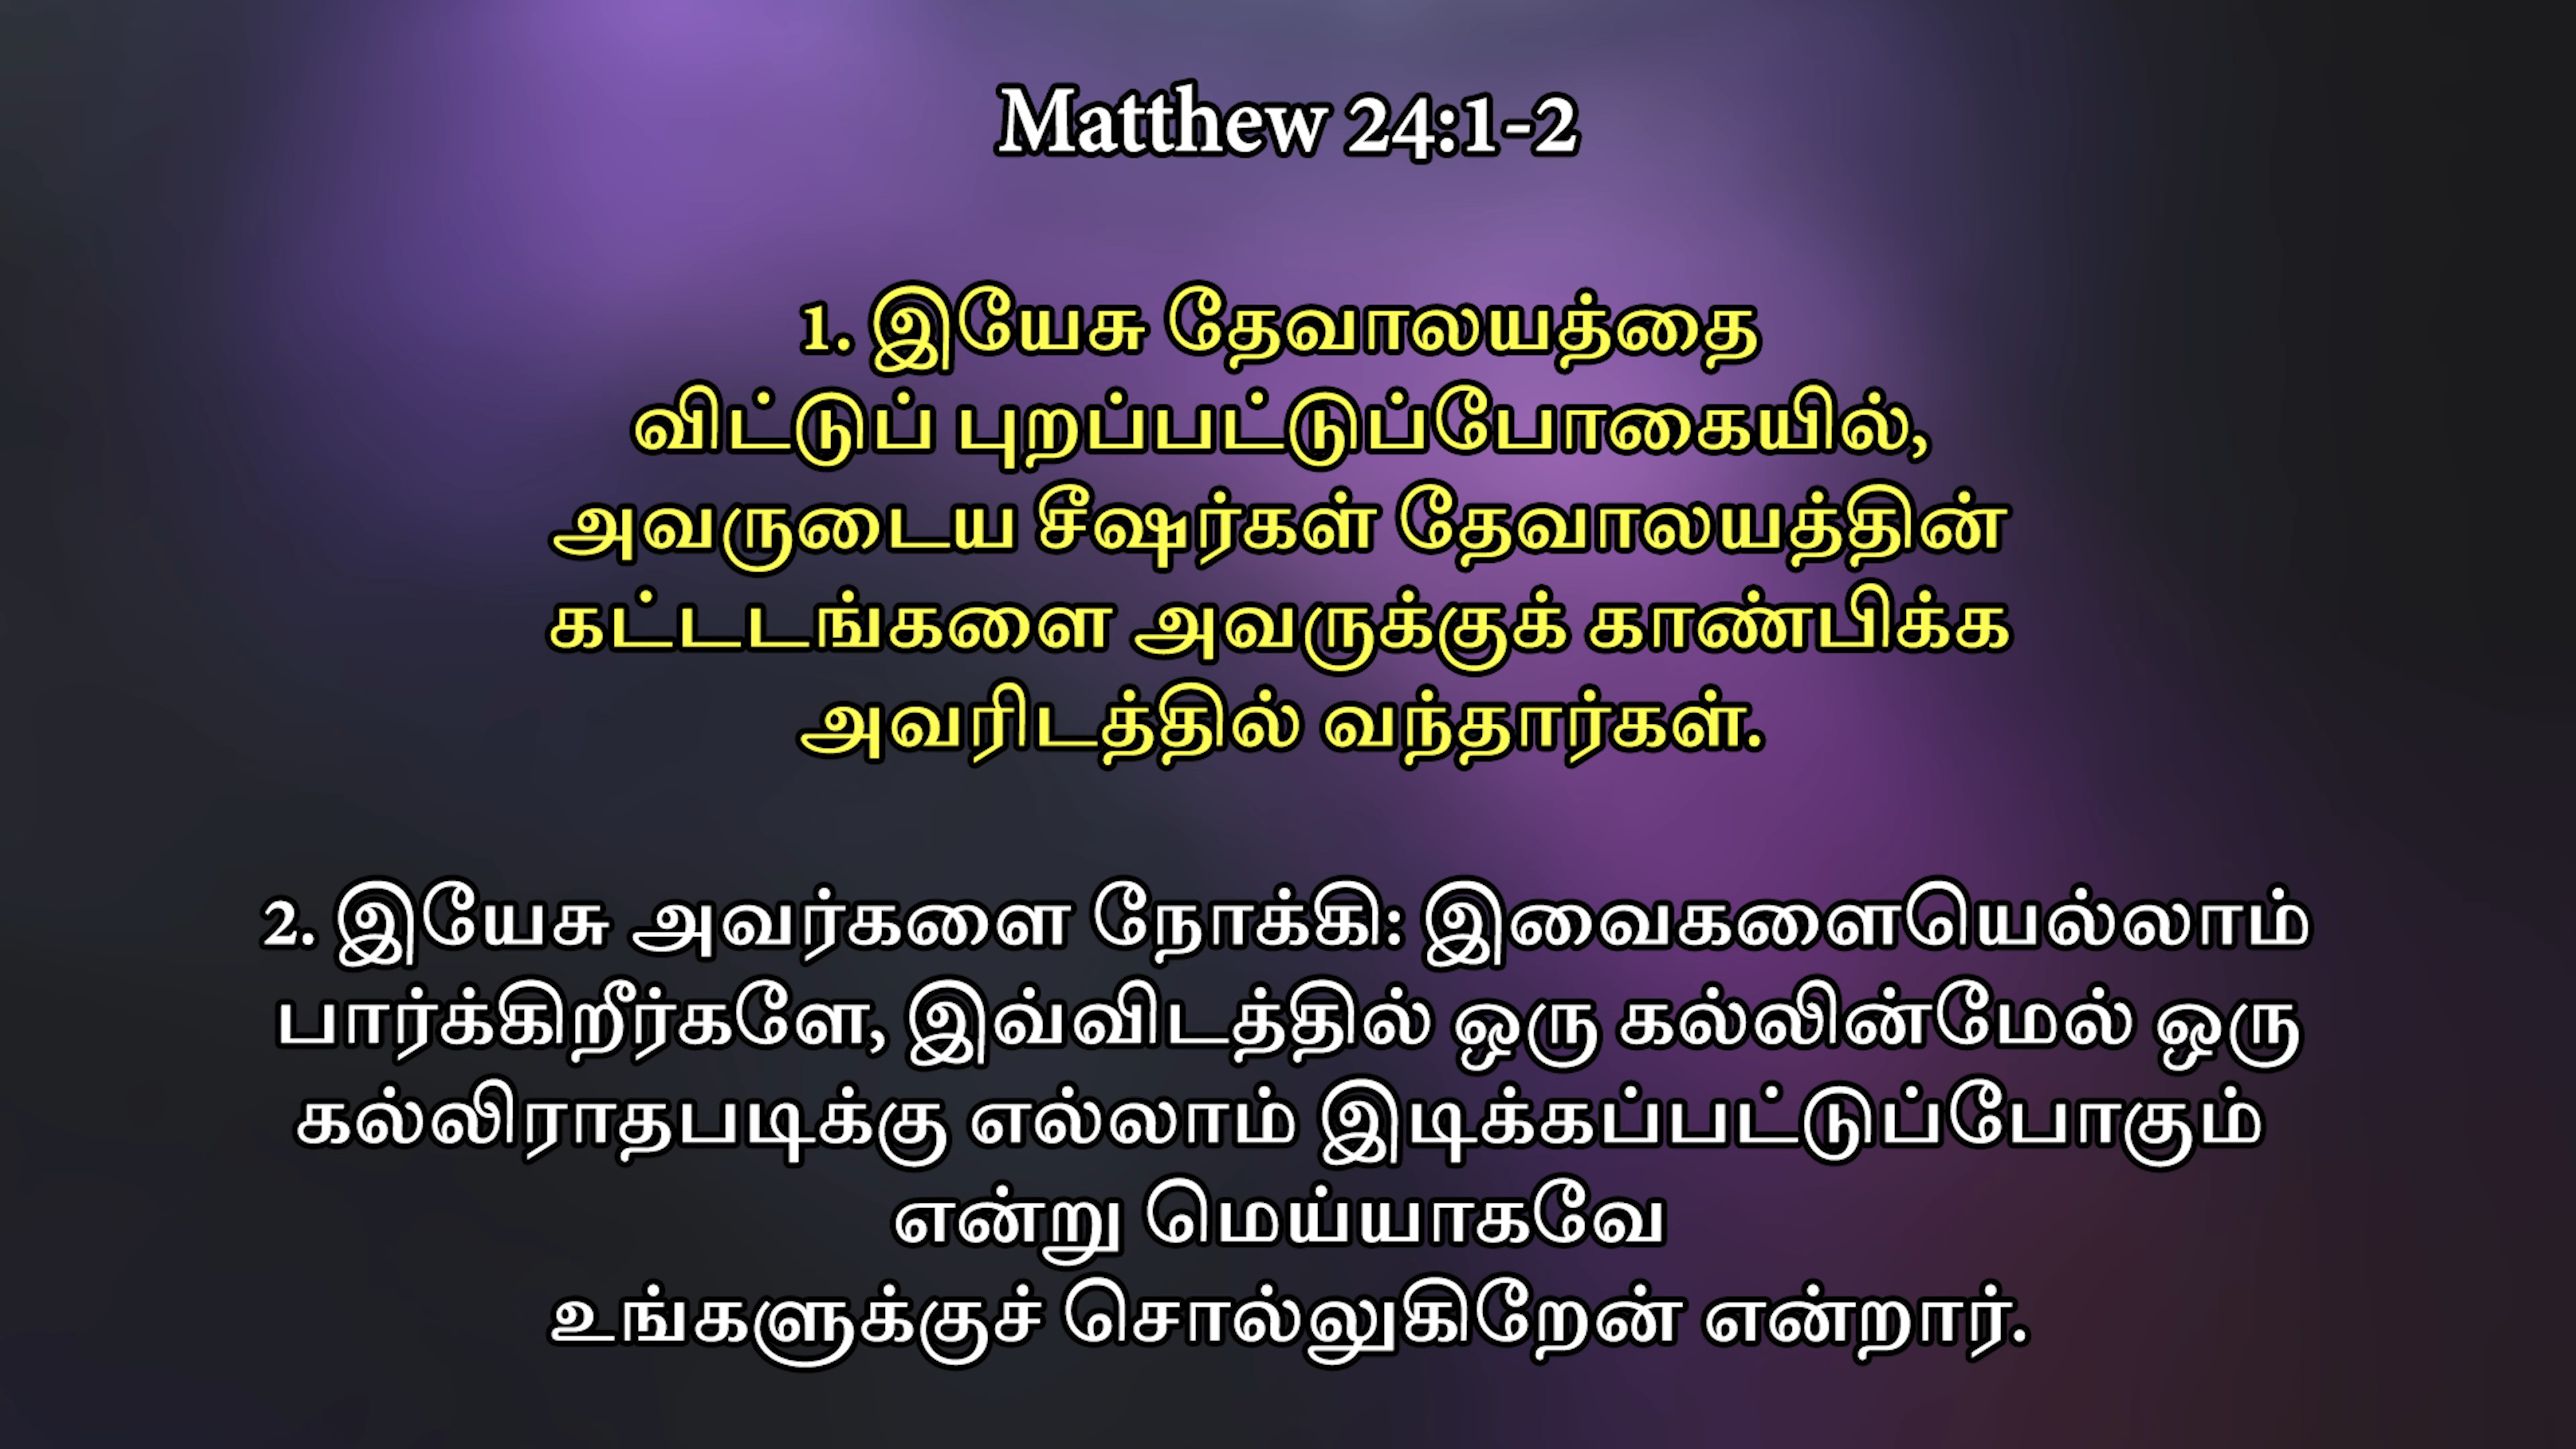 Matthew 24:1-2
1. இயேசு தேவாலயத்தை
விட்டுப் புறப்பட்டுப்போகையில்,
அவருடைய சீஷர்கள் தேவாலயத்தின்
கட்டடங்களை அவருக்குக் காண்பிக்க
அவரிடத்தில் வந்தார்கள்.
2. இயேசு அவர்களை நோக்கி: இவைகளையெல்லாம்
பார்க்கிறீர்களே, இவ்விடத்தில் ஒரு கல்லின்மேல் ஒரு
கல்லிராதபடிக்கு எல்லாம் இடிக்கப்பட்டுப்போகும்
என்று மெய்யாகவே
உங்களுக்குச் சொல்லுகிறேன் என்றார்.